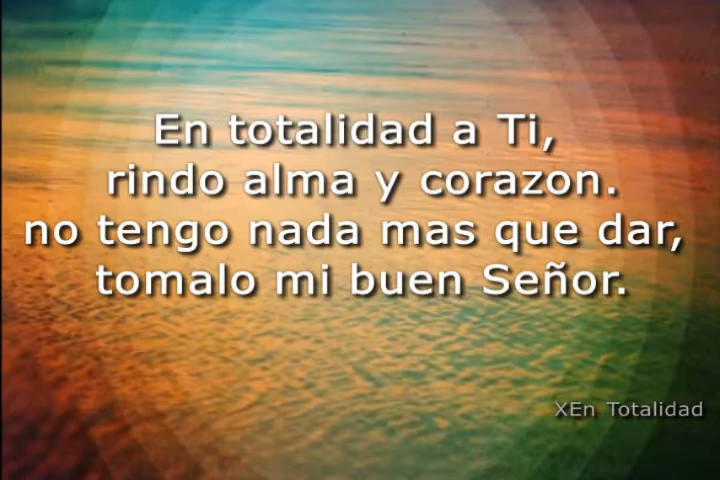 En totalidad a Ti,
rindo alma y corazon.
no tengo nada mas que dar,
tomalo mi buen Señor.
XEn Totalidad